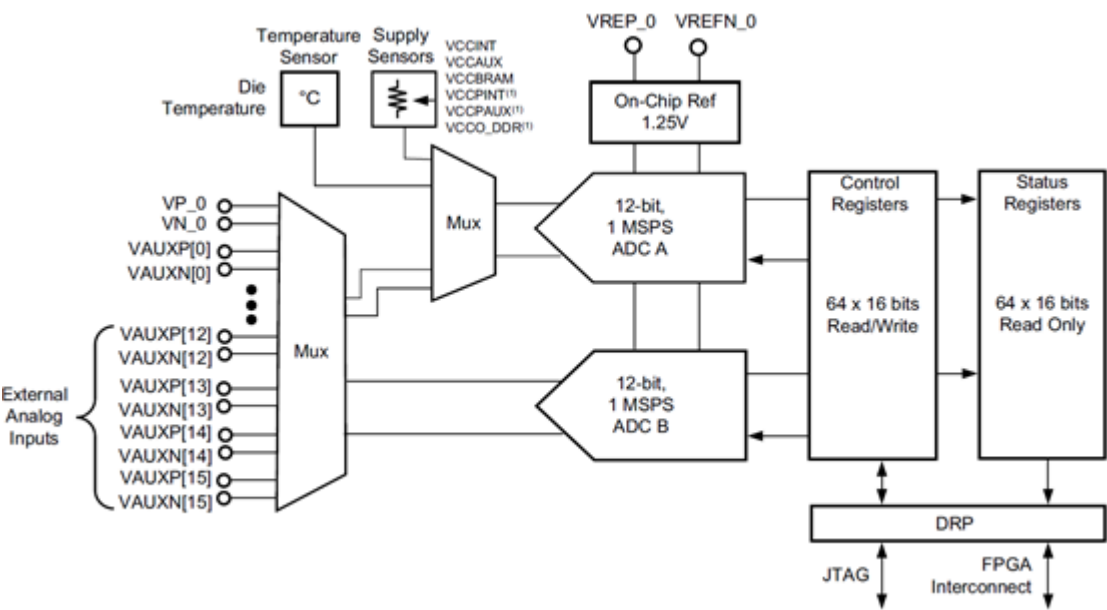 VREP_0
VREFN_0
Temperature
Sensor
Supply
Sensors
VCCINT
VCCAUX
VCCBRAM
VCCPINT(1)
VCCPAUX(1)
VCCO_DDR(1)
Die
Temperature
°C
On-Chip Ref
1.25V
VP_0
VN_0
VAUXP[0]
VAUXN[0]
VAUXP[12]
VAUXN[12]
VAUXP[13]
VAUXN[13]
VAUXP[14]
VAUXN[14]
VAUXP[15]
VAUXN[15]
External
Analog
Inputs
Mux
Mux
12-bit,
1 MSPS
ADC A
12-bit,
1 MSPS
ADC B
Control
Registers
64 x 16 bits
Read/Write
Status
Registers
64 x 16 bits
Read Only
DRP
JTAG
FPGA
Interconnect